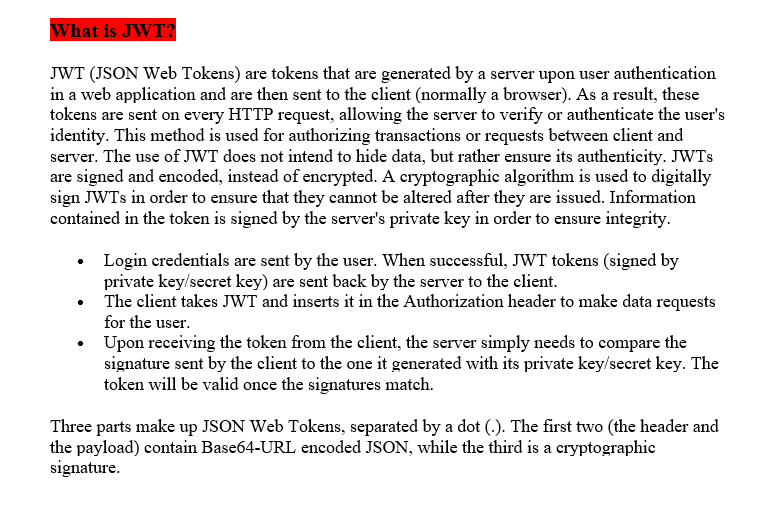 What is JWT?
JWT (JSON Web Tokens) are tokens that are generated by a server upon user authentication
in a web application and are then sent to the client (normally a browser). As a result, these
tokens are sent on every HTTP request, allowing the server to verify or authenticate the user's
identity. This method is used for authorizing transactions or requests between client and
server. The use of JWT does not intend to hide data, but rather ensure its authenticity. JWTs
are signed and encoded, instead of encrypted. A cryptographic algorithm is used to digitally
sign JWTs in order to ensure that they cannot be altered after they are issued. Information
contained in the token is signed by the server's private key in order to ensure integrity.
• Login credentials are sent by the user. When successful, JWT tokens (signed by
private key/secret key) are sent back by the server to the client.
• The client takes JWT and inserts it in the Authorization header to make data requests
for the user.
• Upon receiving the token from the client, the server simply needs to compare the
signature sent by the client to the one it generated with its private key/secret key. The
token will be valid once the signatures match.
Three parts make up JSON Web Tokens, separated by a dot (.). The first two (the header and
the payload) contain Base64-URL encoded JSON, while the third is a cryptographic
signature.